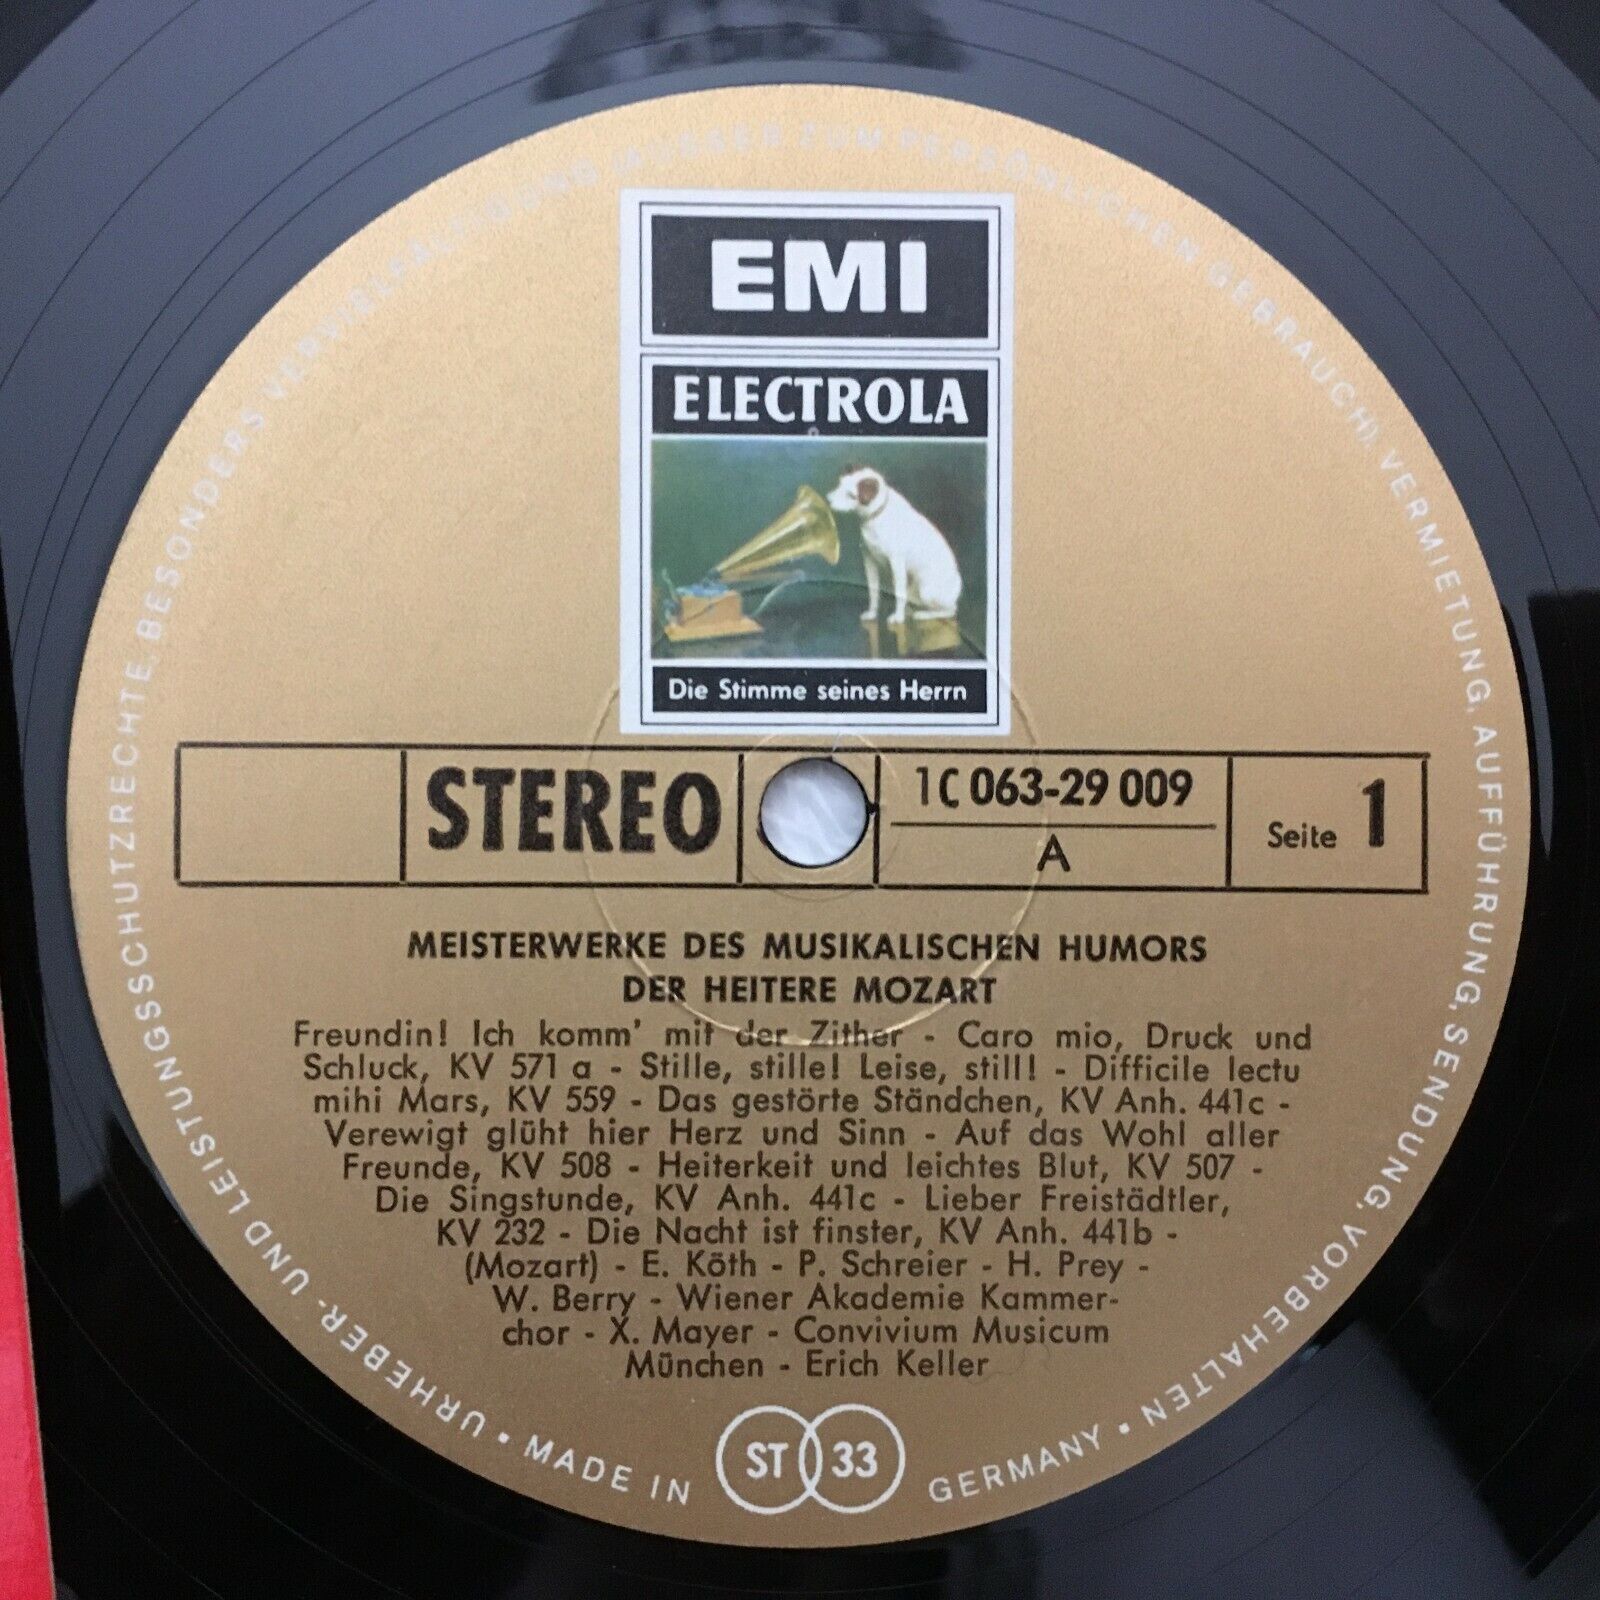 EMI
ELECTROLA
Die Stimme seines Herrn
STEREO
1C 063-29 009
A
Seite 1
MEISTERWERKE DES MUSIKALISCHEN HUMORS
DER HEITERE MOZART
Freundin! Ich komm' mit der Zither - Caro mio, Druck und
Schluck, KV 571 a - Stille, stille! Leise, still! - Difficile lectu
mihi Mars, KV 559 - Das gestörte Ständchen, KV Anh. 441c -
Verewigt glüht hier Herz und Sinn - Auf das Wohl aller
Freunde, KV 508 - Heiterkeit und leichtes Blut, KV 507 -
Die Singstunde, KV Anh. 441c - Lieber Freistädtler,
KV 232 - Die Nacht ist finster, KV Anh. 441b -
(Mozart) - E. Köth - P. Schreier - H. Prey -
W. Berry - Wiener Akademie Kammer-
chor - X. Mayer - Convivium Musicum
München - Erich Keller
ST 33
URHEBER- UND LEISTUNGSSCHUTZRECHTE, BESONDERS VERVIELFÄLTIGUNG (AUSSER ZUM PERSÖNLICHEN GEBRAUCH), VERMIETUNG, AUFFÜHRUNG, SENDUNG, VORBEHALTEN • MADE IN GERMANY •